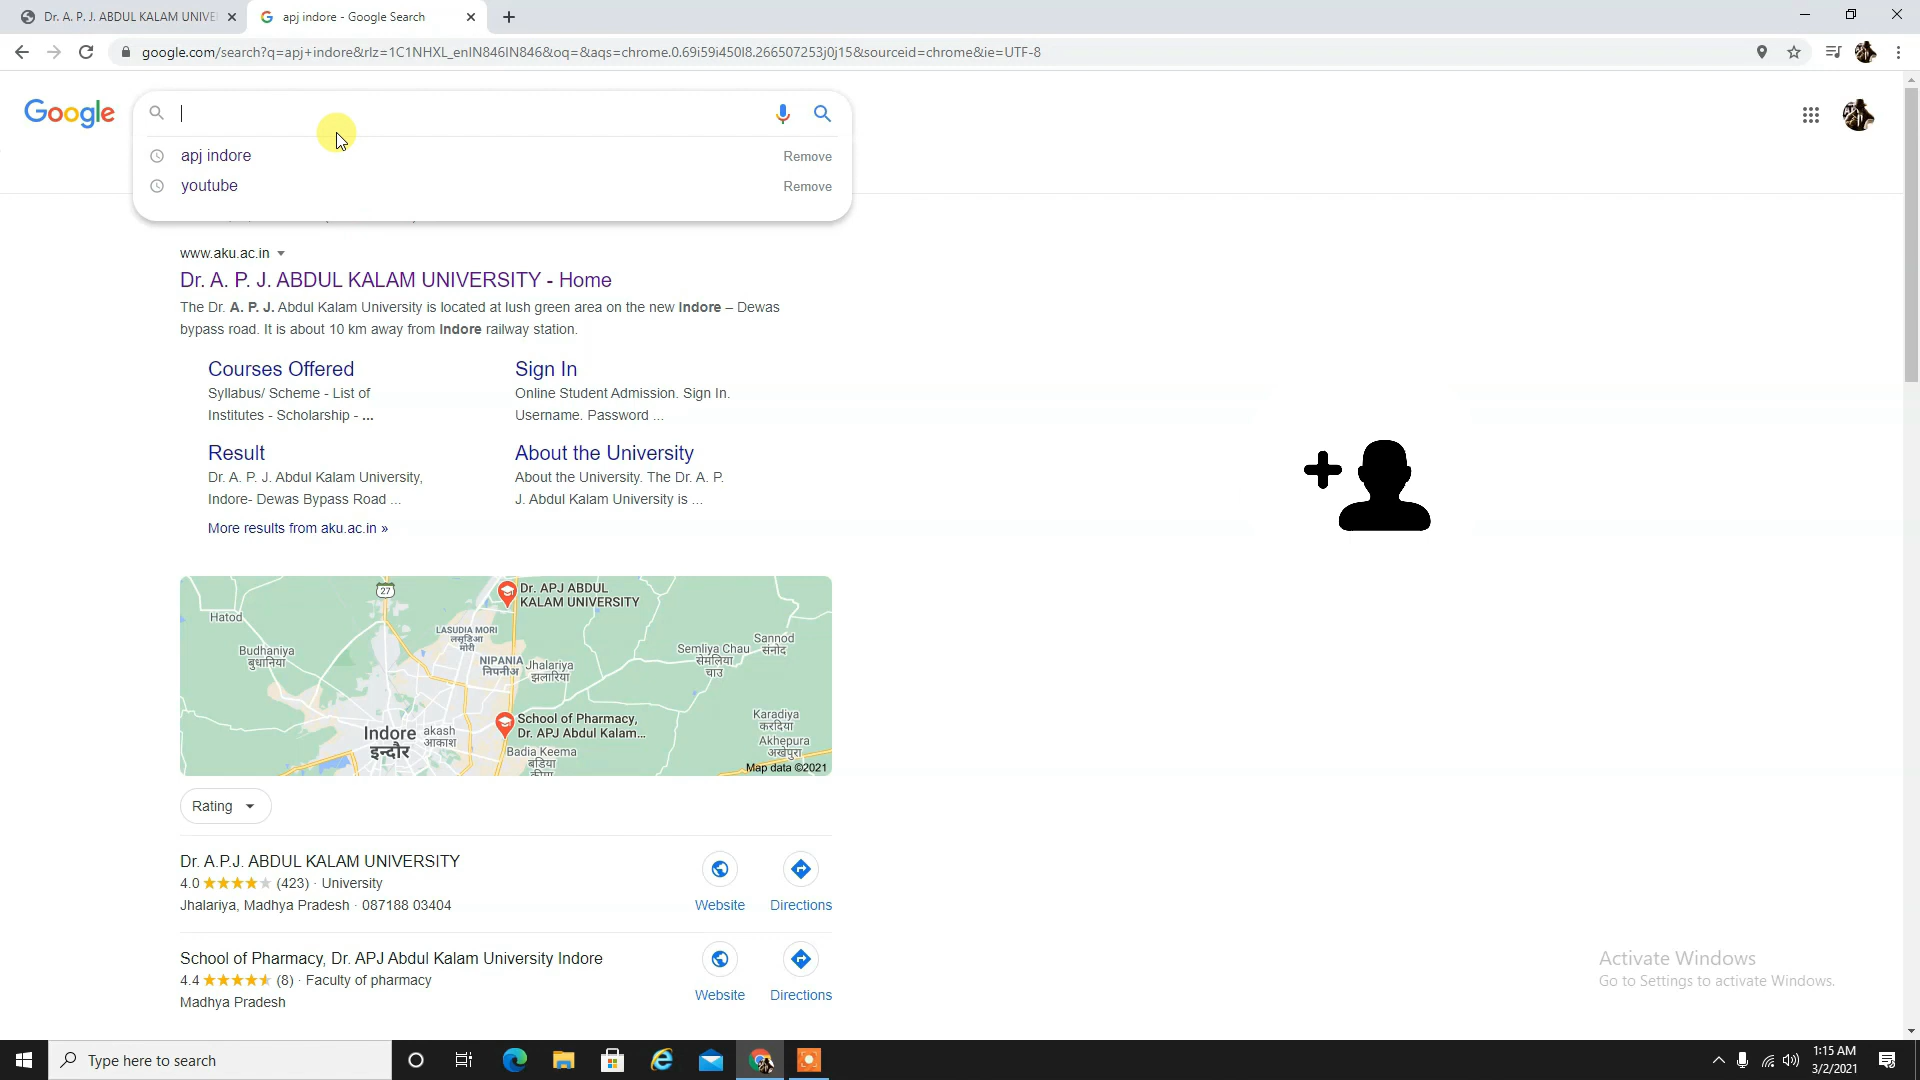 Dr. A. P. J. ABDUL KALAM UNIVE
apj indore - Google Search
google.com/search?q=apj+indore&rlz=1C1NHXL_enIN846IN846&oq=&aqs=chrome.0.69i59i450l8.266507253j0j15&sourceid=chrome&ie=UTF-8
Google
apj indore Remove
youtube Remove
www.aku.ac.in
Dr. A. P. J. ABDUL KALAM UNIVERSITY - Home
The Dr. A. P. J. Abdul Kalam University is located at lush green area on the new Indore – Dewas
bypass road. It is about 10 km away from Indore railway station.
Courses Offered
Syllabus/ Scheme - List of
Institutes - Scholarship - ...
Sign In
Online Student Admission. Sign In.
Username. Password ...
Result
Dr. A. P. J. Abdul Kalam University,
Indore- Dewas Bypass Road ...
About the University
About the University. The Dr. A. P.
J. Abdul Kalam University is ...
More results from aku.ac.in »
27
Dr. APJ ABDUL
KALAM UNIVERSITY
Hatod
LASUDIA MORI
लसूडिआ
मोरी
Budhaniya
बुधानिया
Sannod
संनोद
Semliya Chau
सेमलिया
चाउ
NIPANIA
निपनीअ
Jhalariya
झलारिया
School of Pharmacy,
Dr. APJ Abdul Kalam...
Karadiya
करदिया
Indore
इन्दौर
akash
आकाश
Akhepura
अखेपुरा
Badia Keema
बडिया
कीमा
Map data ©2021
Rating
Dr. A.P.J. ABDUL KALAM UNIVERSITY
4.0 (423) · University
Jhalariya, Madhya Pradesh · 087188 03404
Website
Directions
School of Pharmacy, Dr. APJ Abdul Kalam University Indore
4.4 (8) · Faculty of pharmacy
Madhya Pradesh
Website
Directions
Activate Windows
Go to Settings to activate Windows.
Type here to search
1:15 AM
3/2/2021